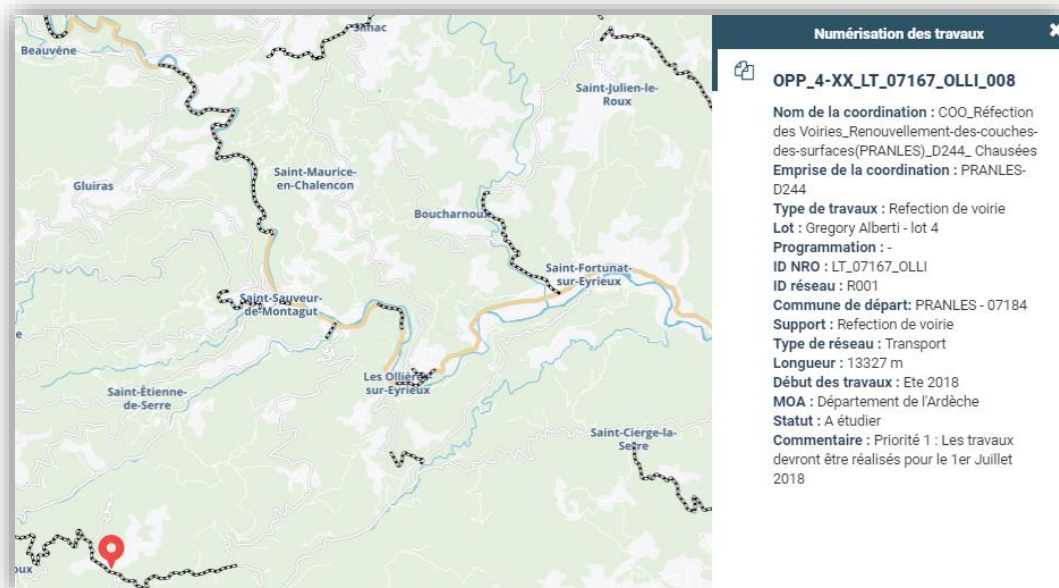 Beauvène
Silhac
Saint-Julien-le-
Roux
Gluiras
Saint-Maurice-
en-Chalencon
Boucharnoux
Saint-Fortunat-
sur-Eyrieux
Saint-Sauveur-
de-Montagut
Saint-Étienne-
de-Serre
Les Ollières-
sur-Eyrieux
Saint-Cierge-la-
Serre
oux
Numérisation des travaux
OPP_4-XX_LT_07167_OLLI_008
Nom de la coordination : COO_Réfection
des Voiries_Renouvellement-des-couches-
des-surfaces(PRANLES)_D244_ Chausées
Emprise de la coordination : PRANLES-
D244
Type de travaux : Refection de voirie
Lot : Gregory Alberti - lot 4
Programmation : -
ID NRO : LT_07167_OLLI
ID réseau : R001
Commune de départ: PRANLES - 07184
Support : Refection de voirie
Type de réseau : Transport
Longueur : 13327 m
Début des travaux : Ete 2018
MOA : Département de l'Ardèche
Statut : A étudier
Commentaire : Priorité 1 : Les travaux
devront être réalisés pour le 1er Juillet
2018